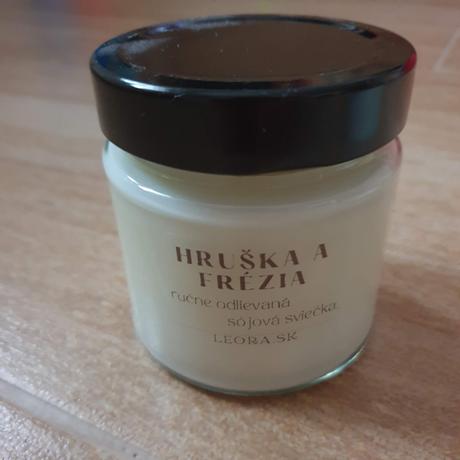 HRUŠKA A
FRÉZIA
ručne odlievaná
sójová sviečka.
LEORA.SK